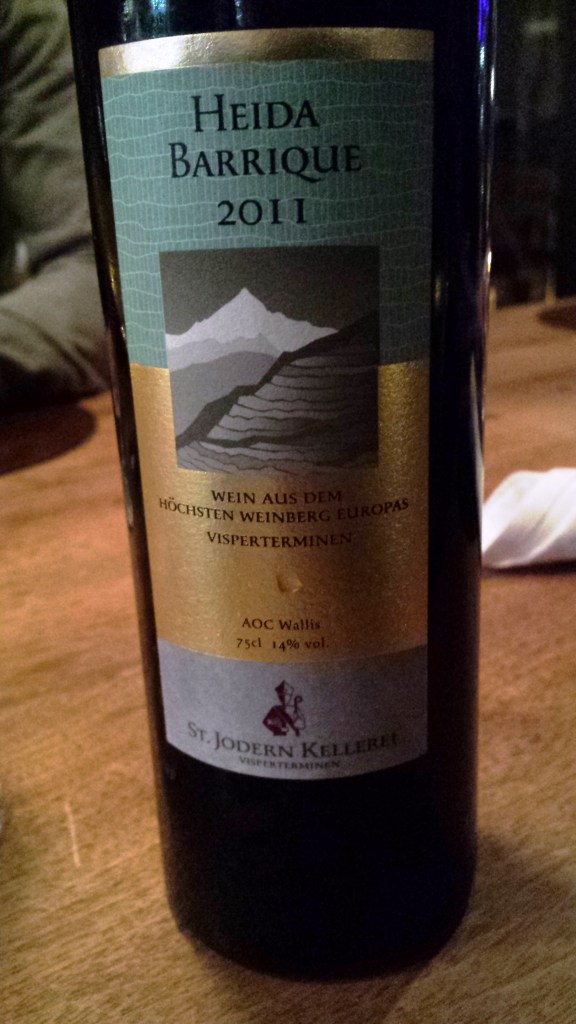 HEIDA
BARRIQUE
2011
WEIN AUS DEM
HÖCHSTEN WEINBERG EUROPAS
VISPERTERMINEN
AOC Wallis
75cl 14% vol.
ST. JODERN KELLEREI
VISPERTERMINEN